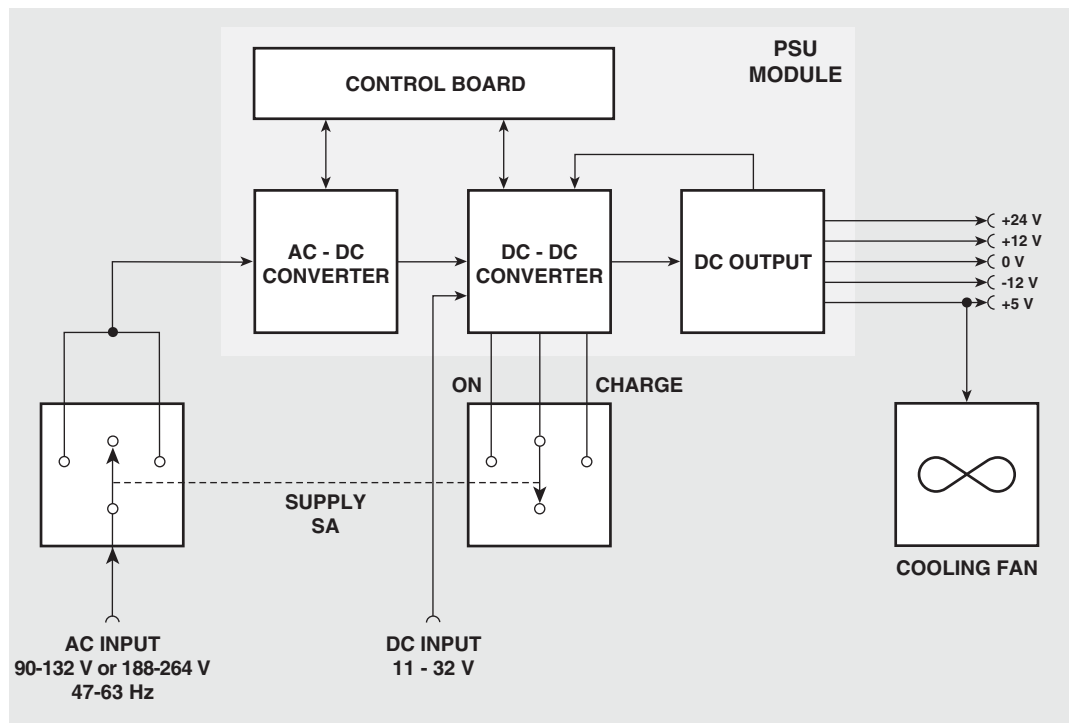 PSU
MODULE
CONTROL BOARD
AC - DC
CONVERTER
DC - DC
CONVERTER
DC OUTPUT
+24 V
+12 V
0 V
-12 V
+5 V
ON
CHARGE
SUPPLY
SA
COOLING FAN
AC INPUT
90-132 V or 188-264 V
47-63 Hz
DC INPUT
11 - 32 V